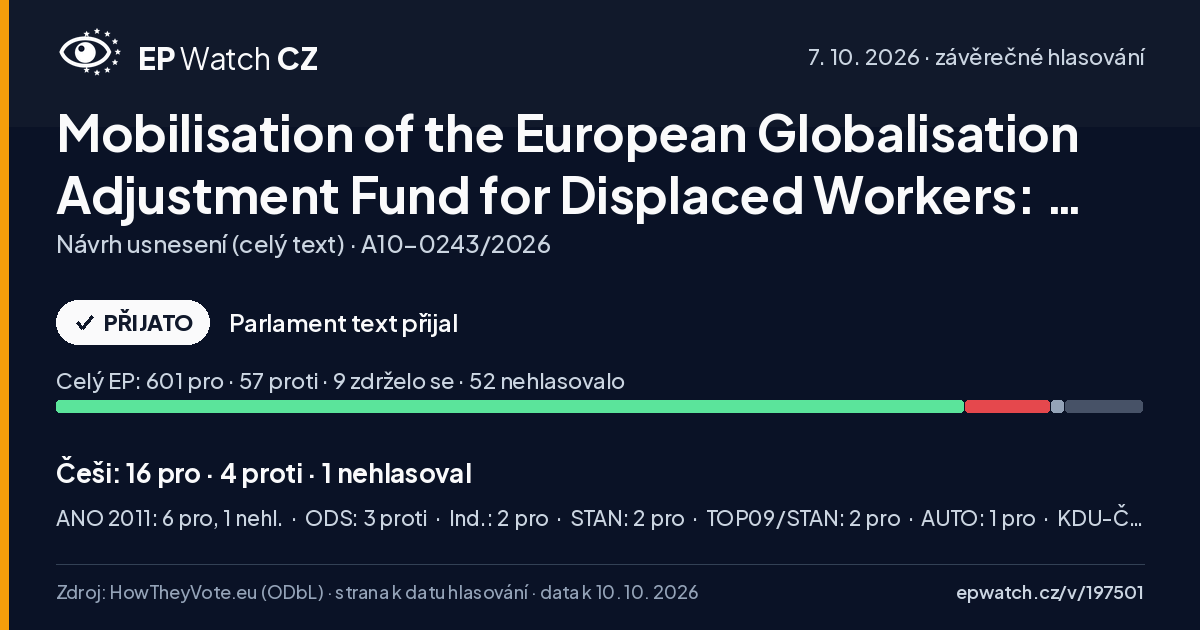 EP Watch CZ
7. 10. 2026 · závěrečné hlasování
Mobilisation of the European Globalisation
Adjustment Fund for Displaced Workers: …
Návrh usnesení (celý text) · A10-0243/2026
✓ PŘIJATO
Parlament text přijal
Celý EP: 601 pro · 57 proti · 9 zdrželo se · 52 nehlasovalo
Češi: 16 pro · 4 proti · 1 nehlasoval
ANO 2011: 6 pro, 1 nehl. · ODS: 3 proti · Ind.: 2 pro · STAN: 2 pro · TOP09/STAN: 2 pro · AUTO: 1 pro · KDU-Č…
Zdroj: HowTheyVote.eu (ODbL) · strana k datu hlasování · data k 10. 10. 2026
epwatch.cz/v/197501